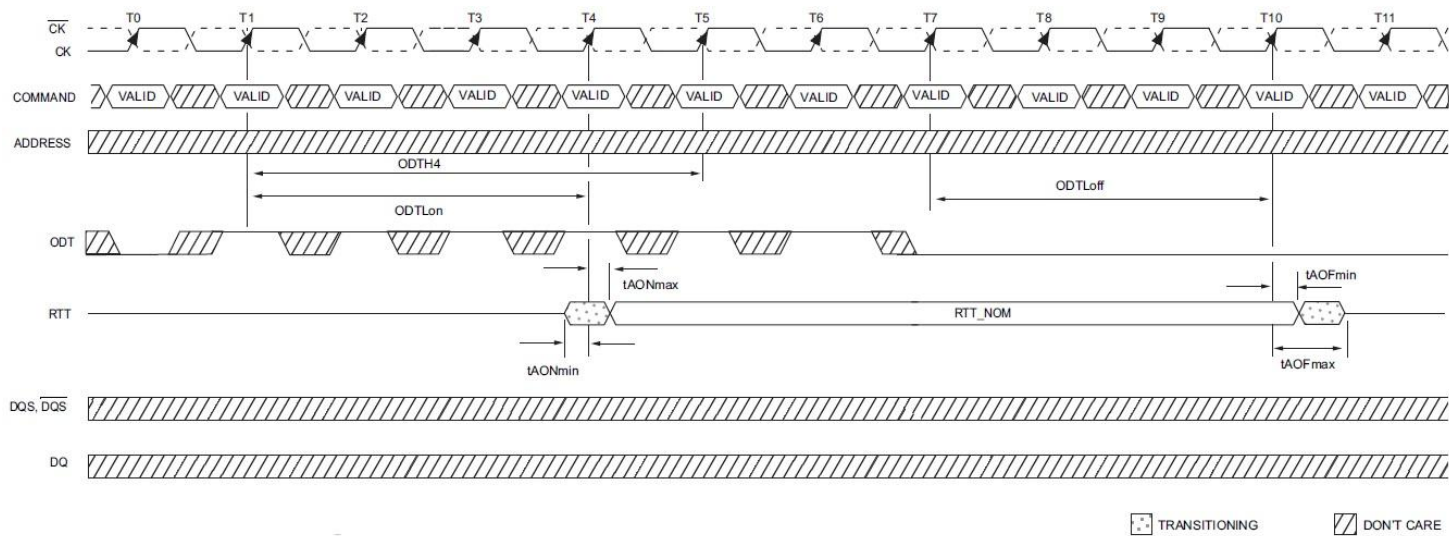 T0 T1 T2 T3 T4 T5 T6 T7 T8 T9 T10 T11
CK
CK
COMMAND VALID VALID VALID VALID VALID VALID VALID VALID VALID VALID VALID VALID
ADDRESS
ODTH4
ODTLoff
ODTLon
ODT
tAONmax
tAOFmin
RTT
RTT_NOM
tAONmin
tAOFmax
DQS, DQS
DQ
TRANSITIONING DON'T CARE